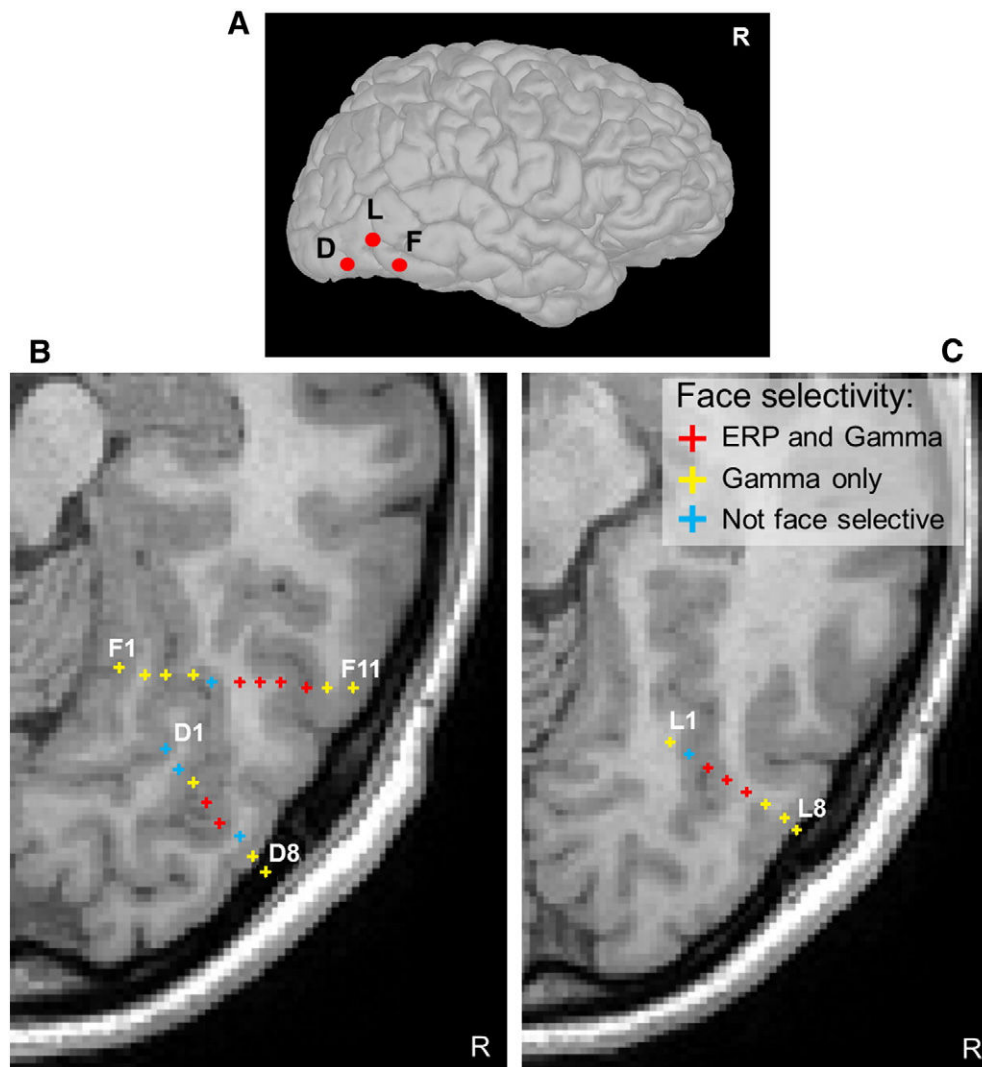 A
R
L
D
F
B
C
Face selectivity:
ERP and Gamma
Gamma only
Not face selective
F1
F11
D1
D8
L1
L8
R
R